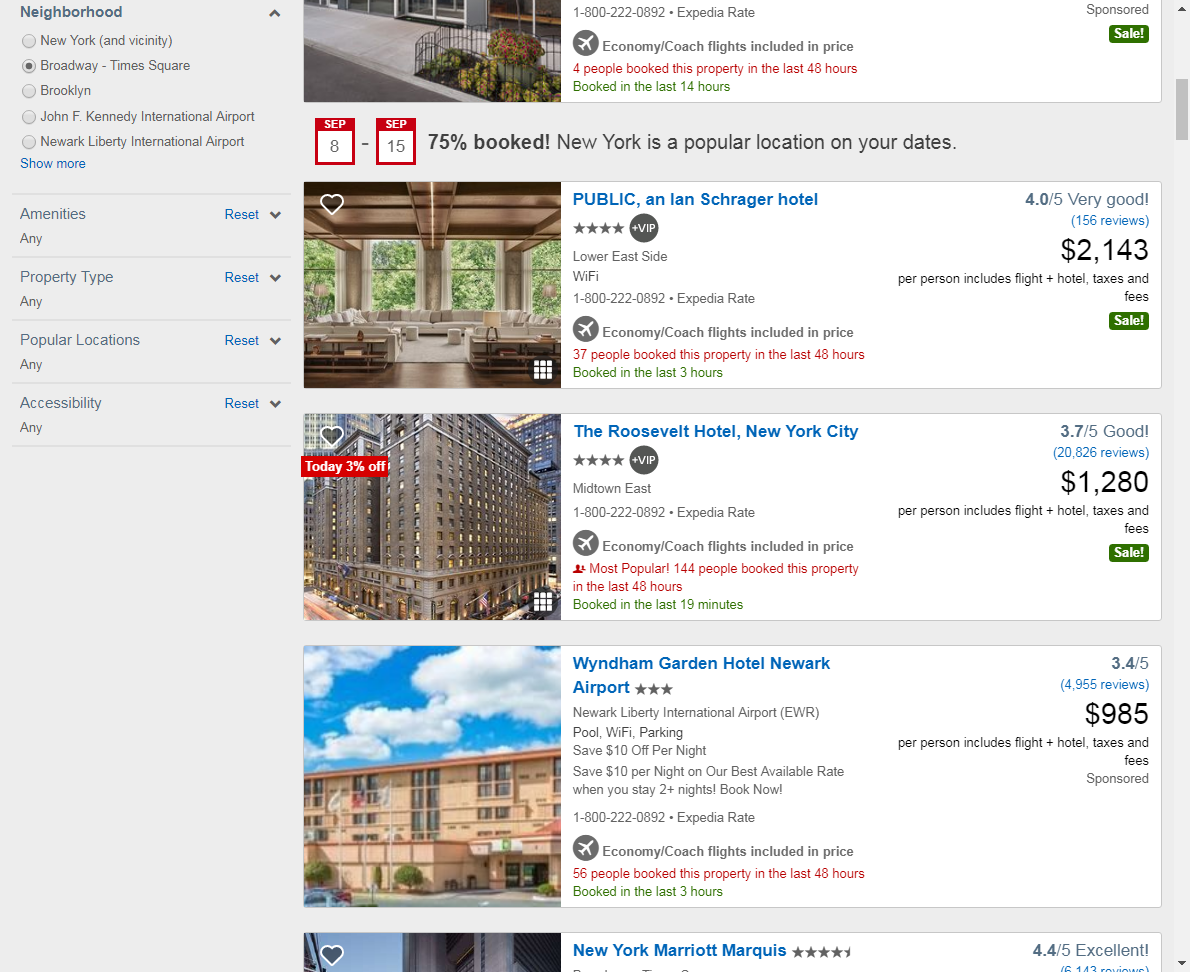 Neighborhood
New York (and vicinity)
Broadway - Times Square
Brooklyn
John F. Kennedy International Airport
Newark Liberty International Airport
Show more
Amenities Reset
Any
Property Type Reset
Any
Popular Locations Reset
Any
Accessibility Reset
Any
1-800-222-0892 • Expedia Rate
Economy/Coach flights included in price
4 people booked this property in the last 48 hours
Booked in the last 14 hours
Sponsored
Sale!
SEP 8 - SEP 15 75% booked! New York is a popular location on your dates.
PUBLIC, an Ian Schrager hotel
+VIP
Lower East Side
WiFi
1-800-222-0892 • Expedia Rate
Economy/Coach flights included in price
37 people booked this property in the last 48 hours
Booked in the last 3 hours
4.0/5 Very good!
(156 reviews)
$2,143
per person includes flight + hotel, taxes and
fees
Sale!
Today 3% off
The Roosevelt Hotel, New York City
+VIP
Midtown East
1-800-222-0892 • Expedia Rate
Economy/Coach flights included in price
Most Popular! 144 people booked this property
in the last 48 hours
Booked in the last 19 minutes
3.7/5 Good!
(20,826 reviews)
$1,280
per person includes flight + hotel, taxes and
fees
Sale!
Wyndham Garden Hotel Newark
Airport
Newark Liberty International Airport (EWR)
Pool, WiFi, Parking
Save $10 Off Per Night
Save $10 per Night on Our Best Available Rate
when you stay 2+ nights! Book Now!
1-800-222-0892 • Expedia Rate
Economy/Coach flights included in price
56 people booked this property in the last 48 hours
Booked in the last 3 hours
3.4/5
(4,955 reviews)
$985
per person includes flight + hotel, taxes and
fees
Sponsored
New York Marriott Marquis
4.4/5 Excellent!
(6,143 reviews)